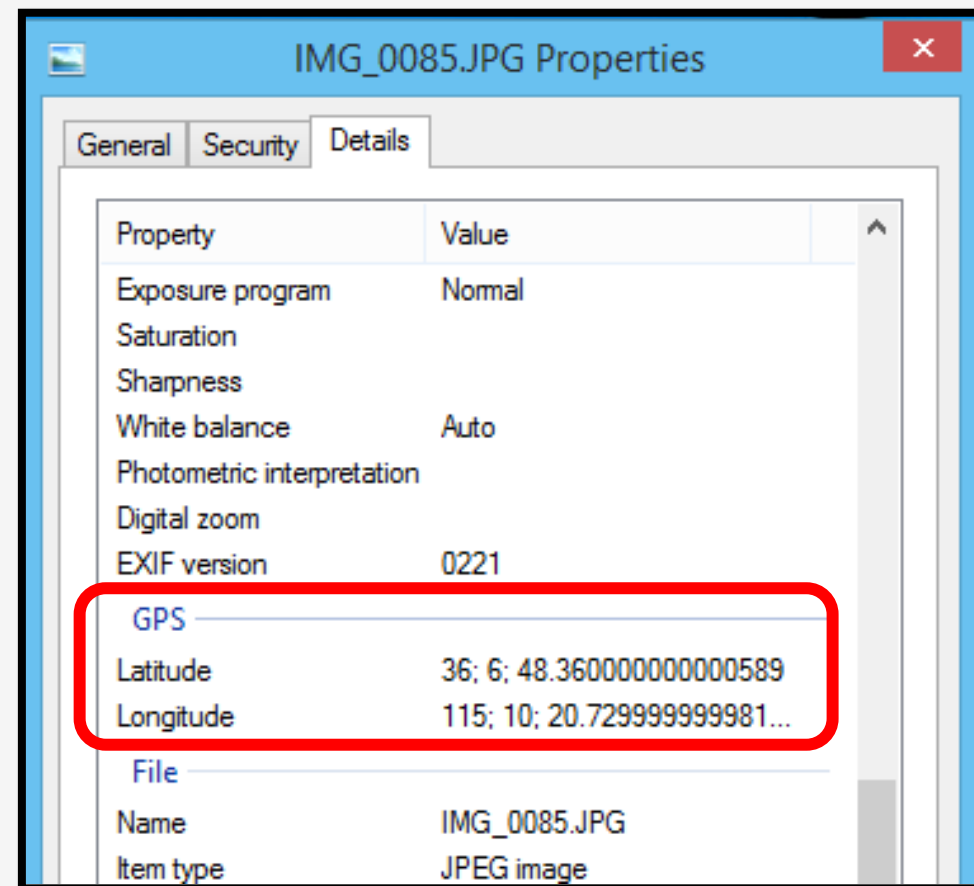 IMG_0085.JPG Properties
General Security Details
Property Value
Exposure program Normal
Saturation
Sharpness
White balance Auto
Photometric interpretation
Digital zoom
EXIF version 0221
GPS
Latitude 36; 6; 48.360000000000589
Longitude 115; 10; 20.729999999981...
File
Name IMG_0085.JPG
Item type JPEG image